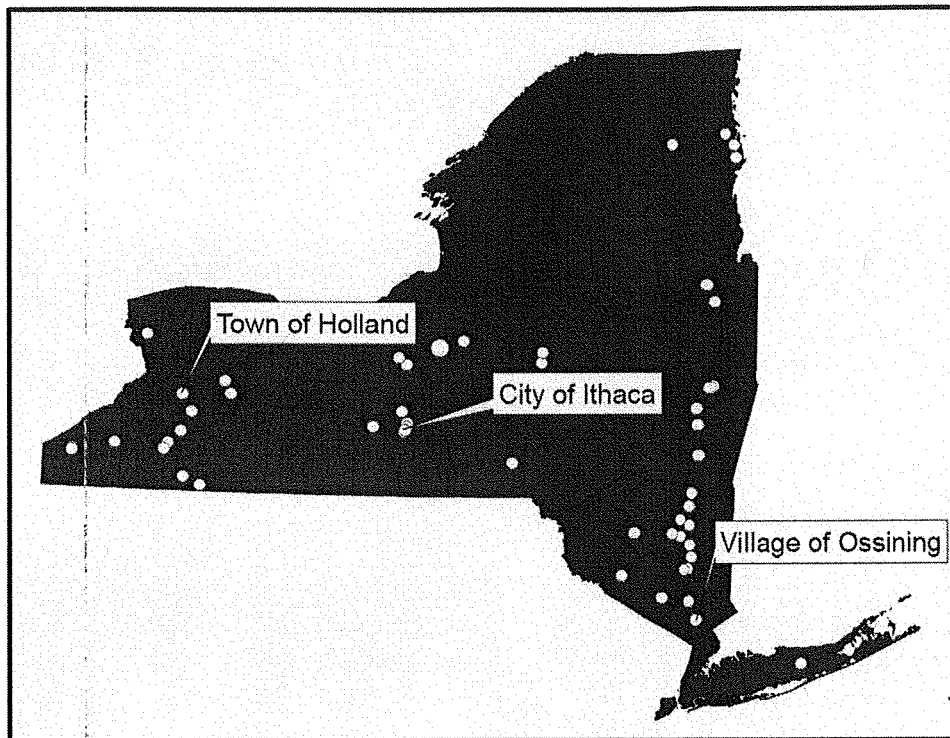 Town of Holland
City of Ithaca
Village of Ossining